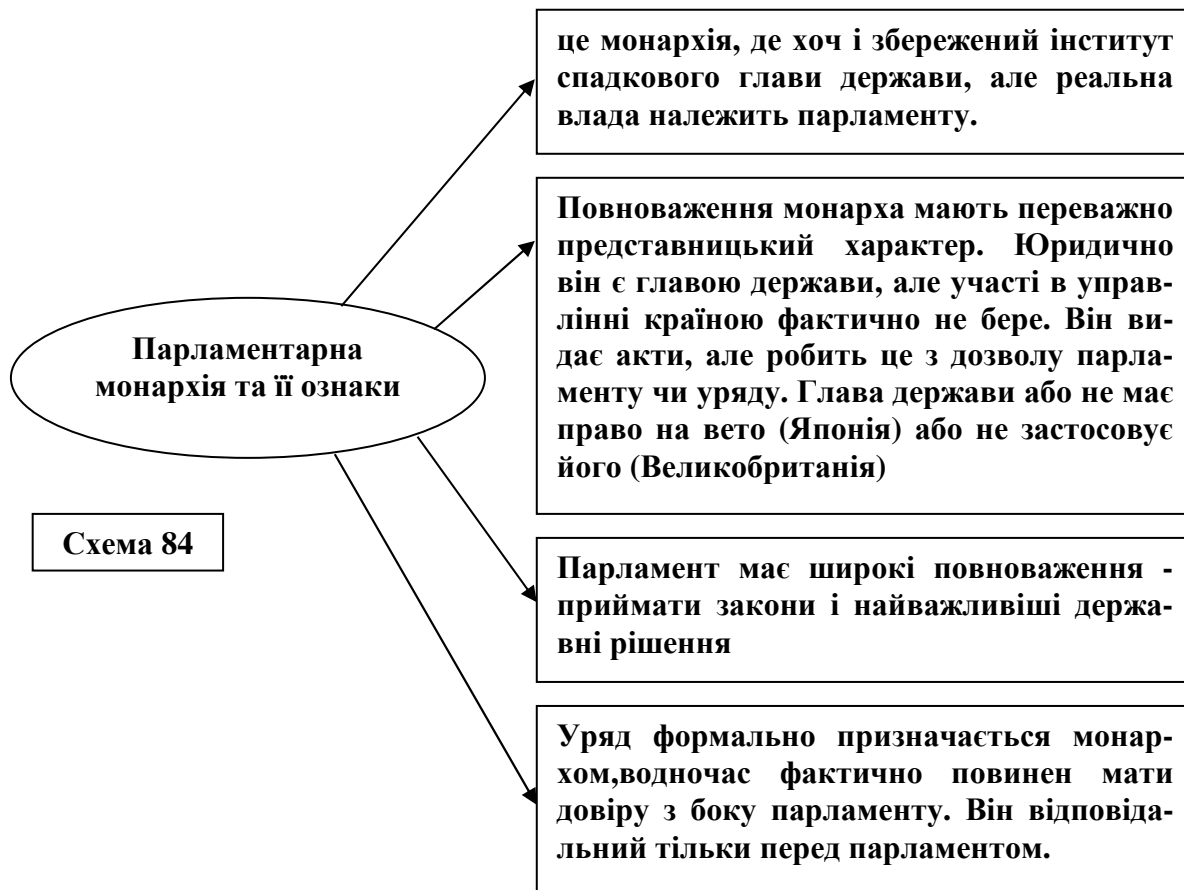 це монархія, де хоч і збережений інститут
спадкового глави держави, але реальна
влада належить парламенту.
Повноваження монарха мають переважно
представницький характер. Юридично
він є главою держави, але участі в управ-
лінні країною фактично не бере. Він ви-
дає акти, але робить це з дозволу парла-
менту чи уряду. Глава держави або не має
право на вето (Японія) або не застосовує
його (Великобританія)
Парламентарна
монархія та її ознаки
Схема 84
Парламент має широкі повноваження -
приймати закони і найважливіші держа-
вні рішення
Уряд формально призначається монар-
хом,водночас фактично повинен мати
довіру з боку парламенту. Він відповіда-
льний тільки перед парламентом.